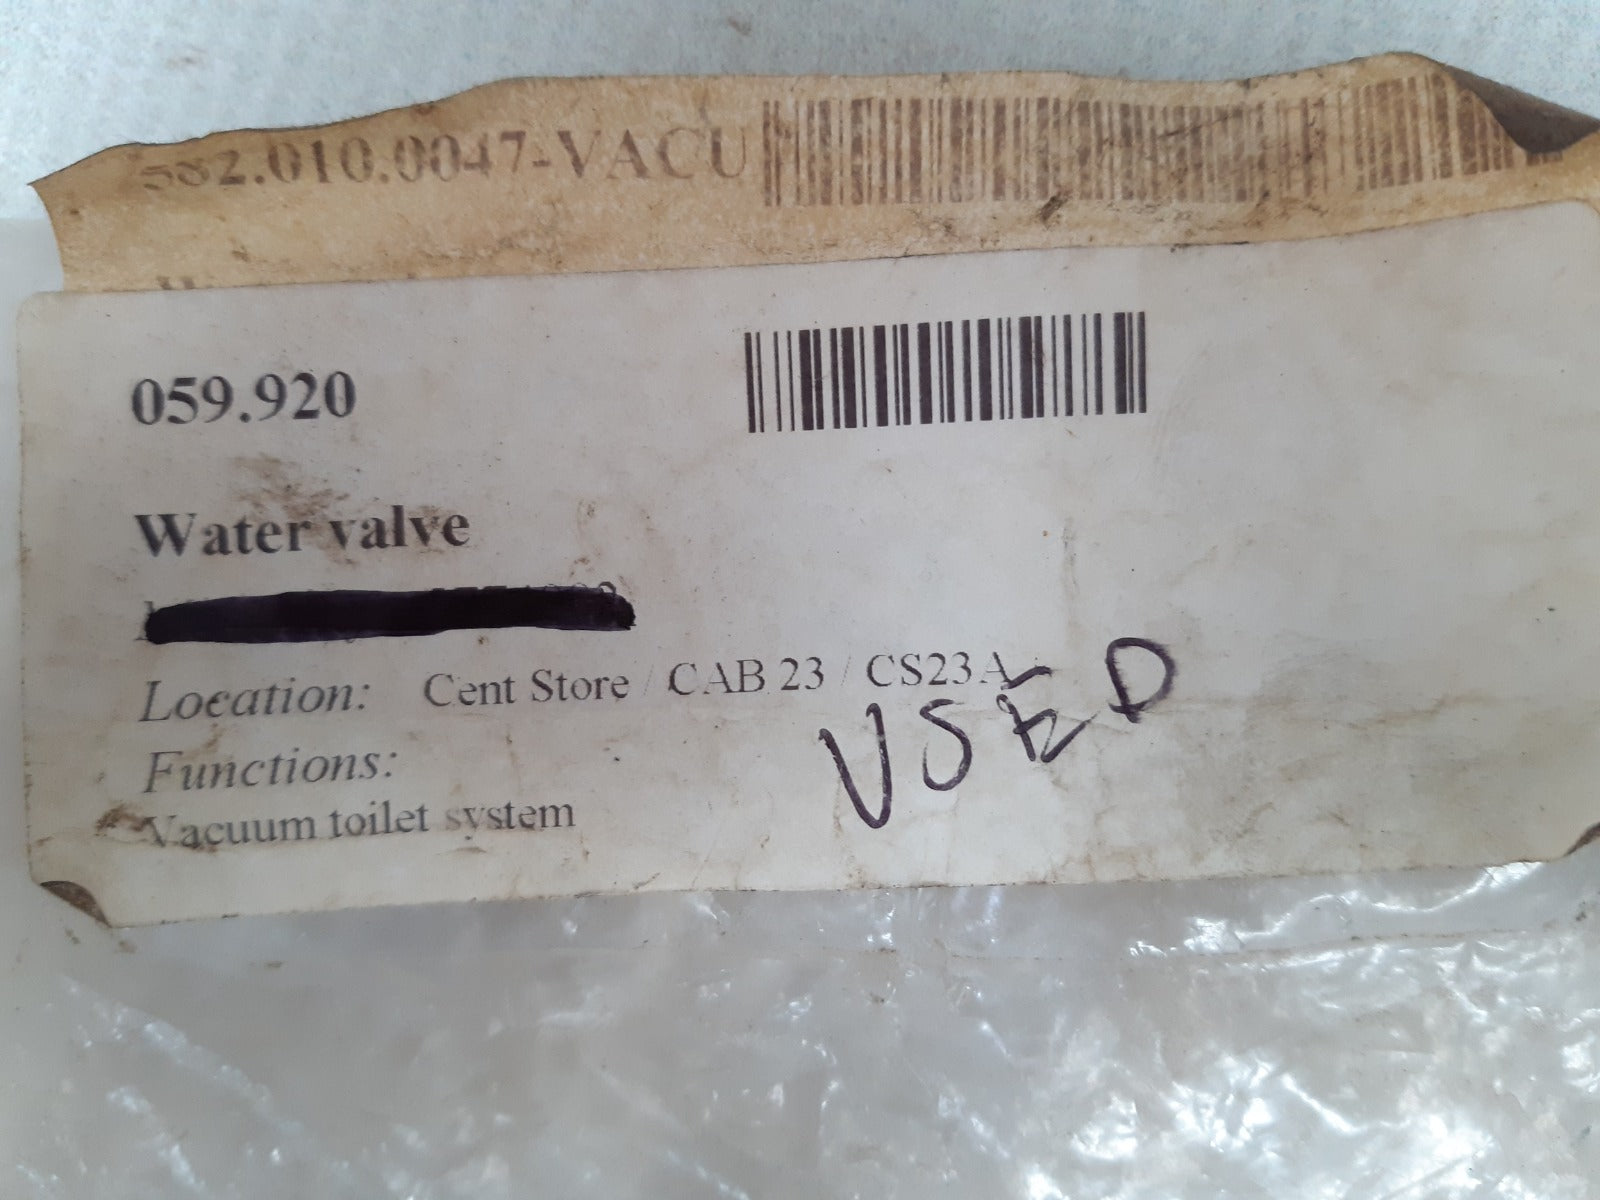 582.010.0047-VACU
059.920
Water valve
Location: Cent Store / CAB 23 / CS23A
USED
Functions:
Vacuum toilet system